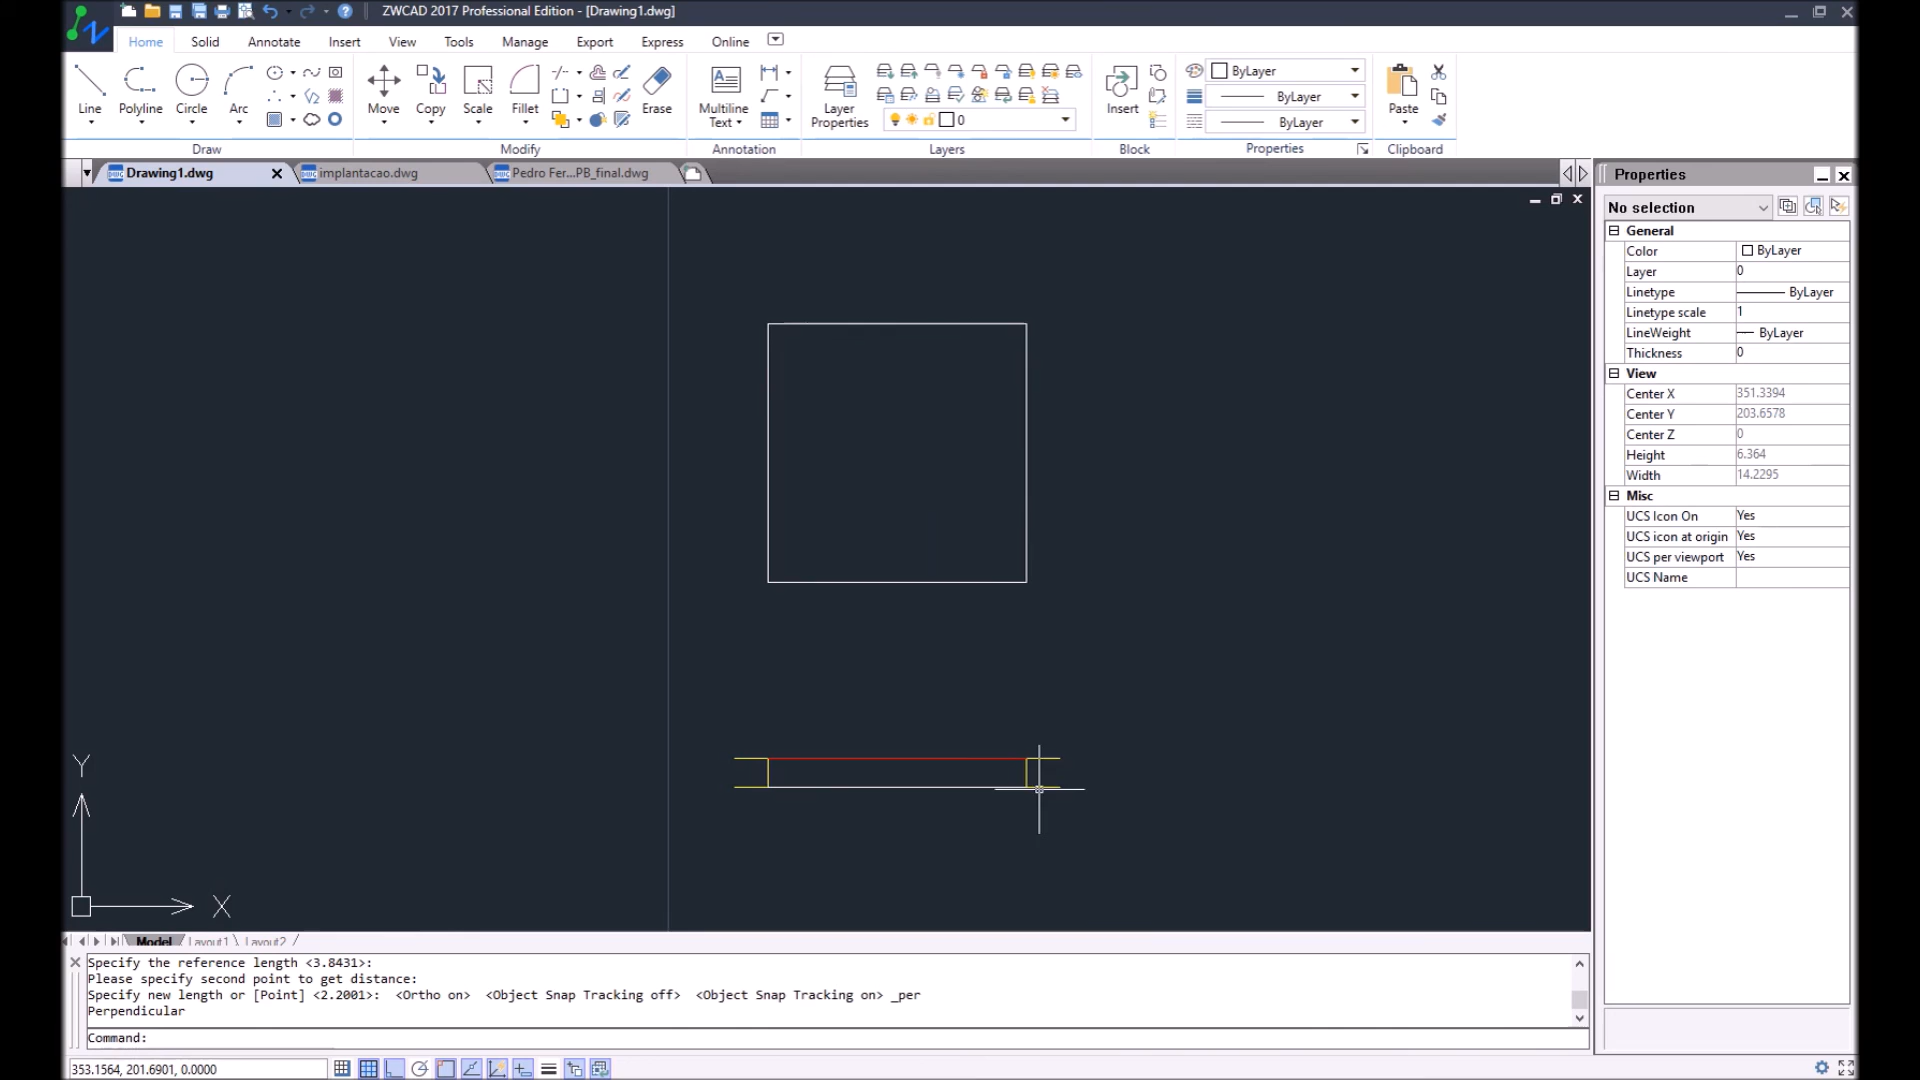 ZWCAD 2017 Professional Edition - [Drawing1.dwg]
Home Solid Annotate Insert View Tools Manage Export Express Online
Line Polyline Circle Arc Move Copy Scale Fillet Erase Multiline Text Layer Properties 0 Insert ByLayer ByLayer ByLayer Paste
Draw Modify Annotation Layers Block Properties Clipboard
Drawing1.dwg implantacao.dwg Pedro Fer...PB_final.dwg
Properties
No selection
General
Color ByLayer
Layer 0
Linetype ByLayer
Linetype scale 1
LineWeight ByLayer
Thickness 0
View
Center X 351.3394
Center Y 203.6578
Center Z 0
Height 6.364
Width 14.2295
Misc
UCS Icon On Yes
UCS icon at origin Yes
UCS per viewport Yes
UCS Name
Y
X
Model Layout1 Layout2
Specify the reference length <3.8431>:
Please specify second point to get distance:
Specify new length or [Point] <2.2001>: <Ortho on> <Object Snap Tracking off> <Object Snap Tracking on> _per
Perpendicular
Command:
353.1564, 201.6901, 0.0000